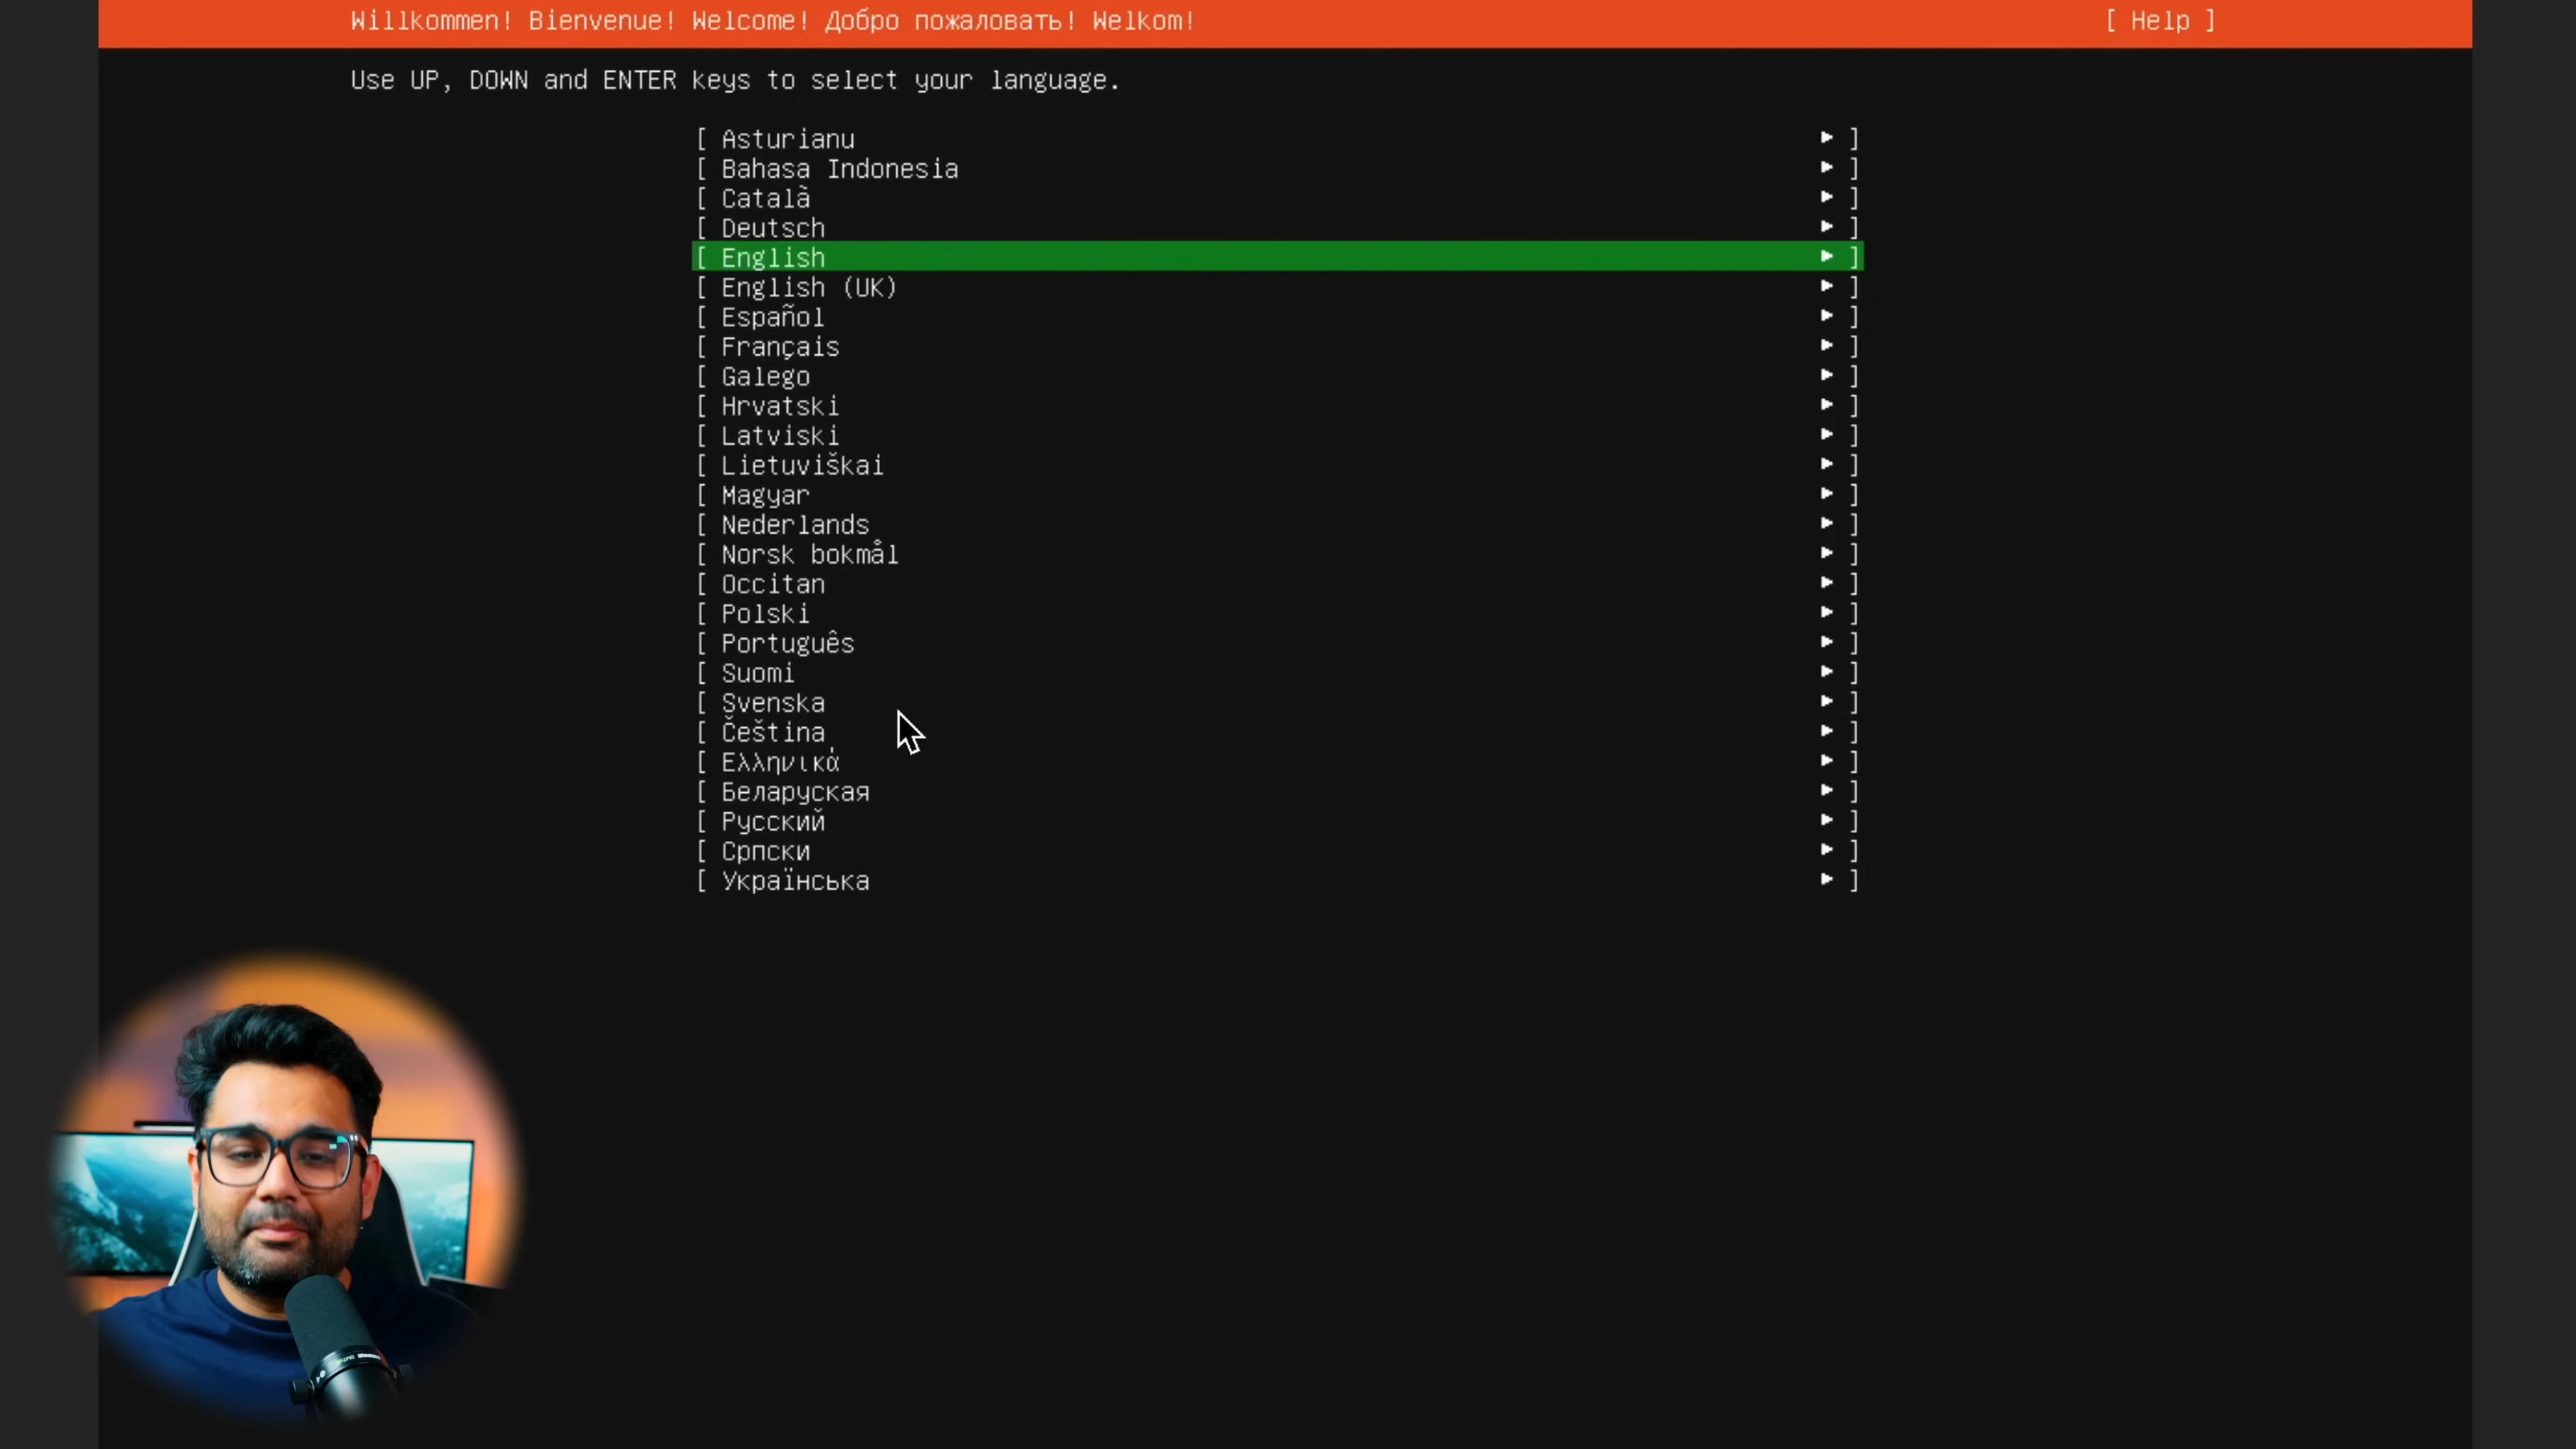 Willkommen! Bienvenue! Welcome! Добро пожаловать! Welkom!
[ Help ]
Use UP, DOWN and ENTER keys to select your language.
[ Asturianu ► ]
[ Bahasa Indonesia ► ]
[ Català ► ]
[ Deutsch ► ]
[ English ► ]
[ English (UK) ► ]
[ Español ► ]
[ Français ► ]
[ Galego ► ]
[ Hrvatski ► ]
[ Latviski ► ]
[ Lietuviškai ► ]
[ Magyar ► ]
[ Nederlands ► ]
[ Norsk bokmål ► ]
[ Occitan ► ]
[ Polski ► ]
[ Português ► ]
[ Suomi ► ]
[ Svenska ► ]
[ Čeština ► ]
[ Ελληνικά ► ]
[ Беларуская ► ]
[ Русский ► ]
[ Српски ► ]
[ Українська ► ]